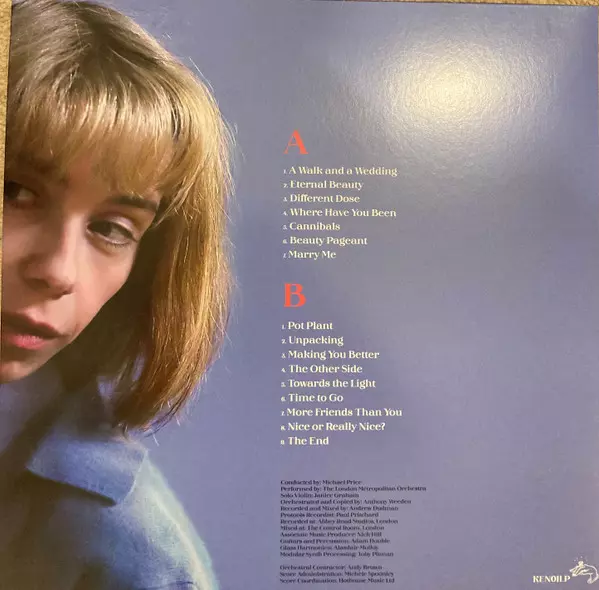 A
1. A Walk and a Wedding
2. Eternal Beauty
3. Different Dose
4. Where Have You Been
5. Cannibals
6. Beauty Pageant
7. Marry Me
B
1. Pot Plant
2. Unpacking
3. Making You Better
4. The Other Side
5. Towards the Light
6. Time to Go
7. More Friends Than You
8. Nice or Really Nice?
9. The End
Conducted by: Michael Price
Performed by: The London Metropolitan Orchestra
Solo Violin: Janice Graham
Orchestrated and Copied by: Anthony Weeden
Recorded and Mixed by: Andrew Dudman
Protools Recordist: Paul Pritchard
Recorded at: Abbey Road Studios, London
Mixed at: The Control Room, London
Associate Music Producer: Nick Hill
Guitars and Percussion: Adam Double
Glass Harmonica: Alasdair Malloy
Modular Synth Processing: Toby Pitman
Orchestral Contractor: Andy Brown
Score Administration:
Score Coordination: Hothouse Music Ltd
KEN011LP